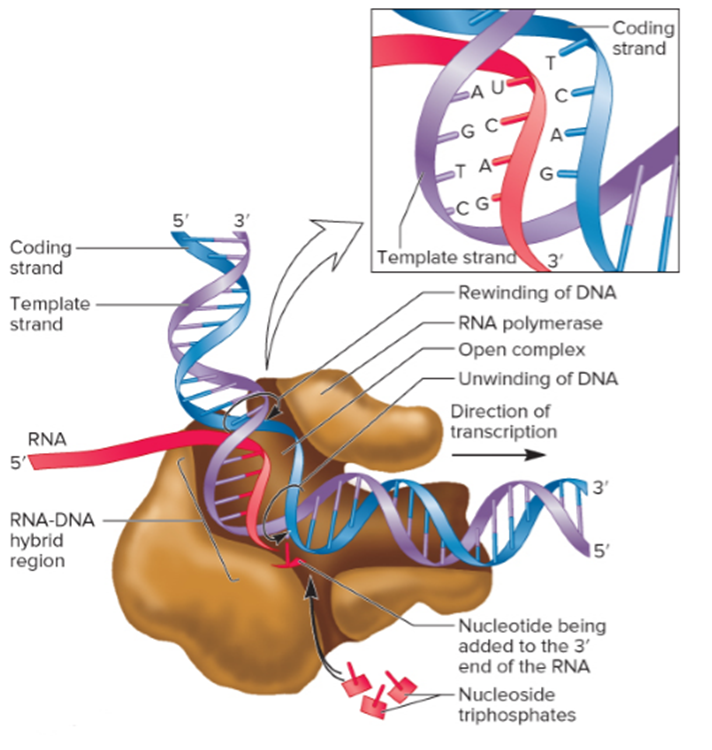 Coding
strand
T
A U
C
G C
A
T A
G
C G
Template strand
3′
5′ 3′
Coding
strand
Template
strand
Rewinding of DNA
RNA polymerase
Open complex
Unwinding of DNA
Direction of
transcription
RNA
5′
3′
5′
RNA-DNA
hybrid
region
Nucleotide being
added to the 3′
end of the RNA
Nucleoside
triphosphates